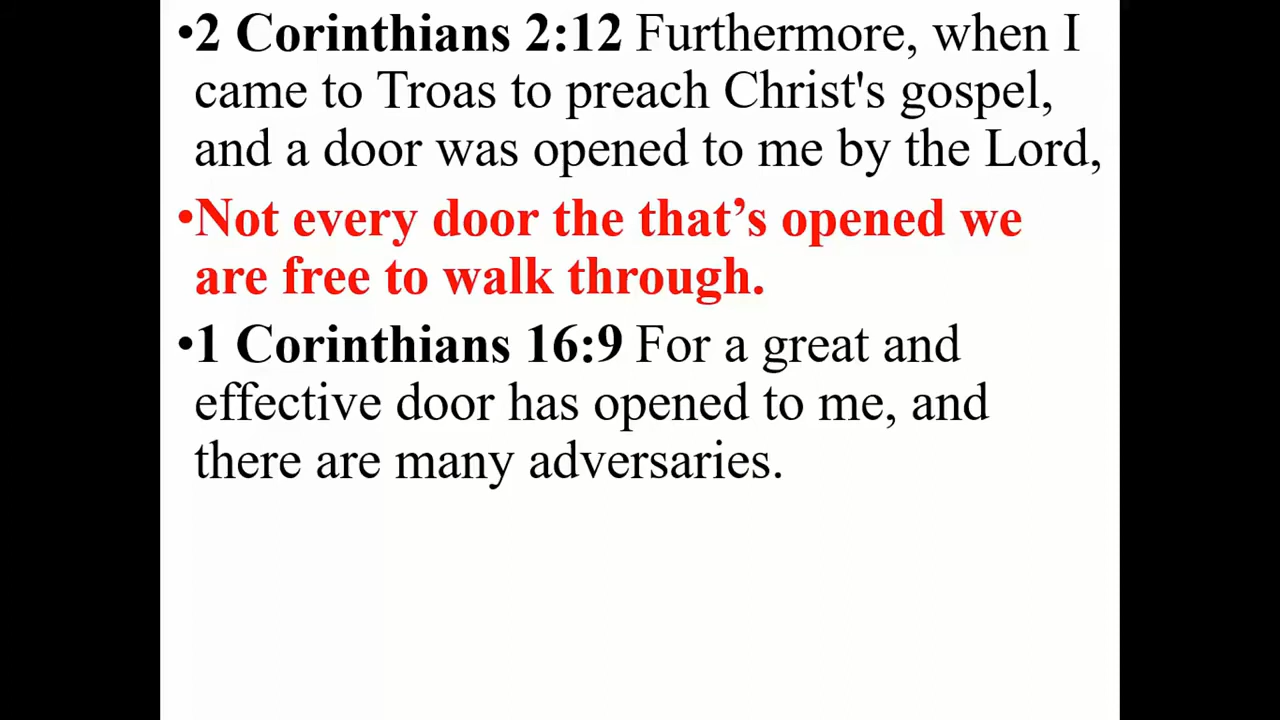 •2 Corinthians 2:12 Furthermore, when I
came to Troas to preach Christ's gospel,
and a door was opened to me by the Lord,
•Not every door the that’s opened we
are free to walk through.
•1 Corinthians 16:9 For a great and
effective door has opened to me, and
there are many adversaries.